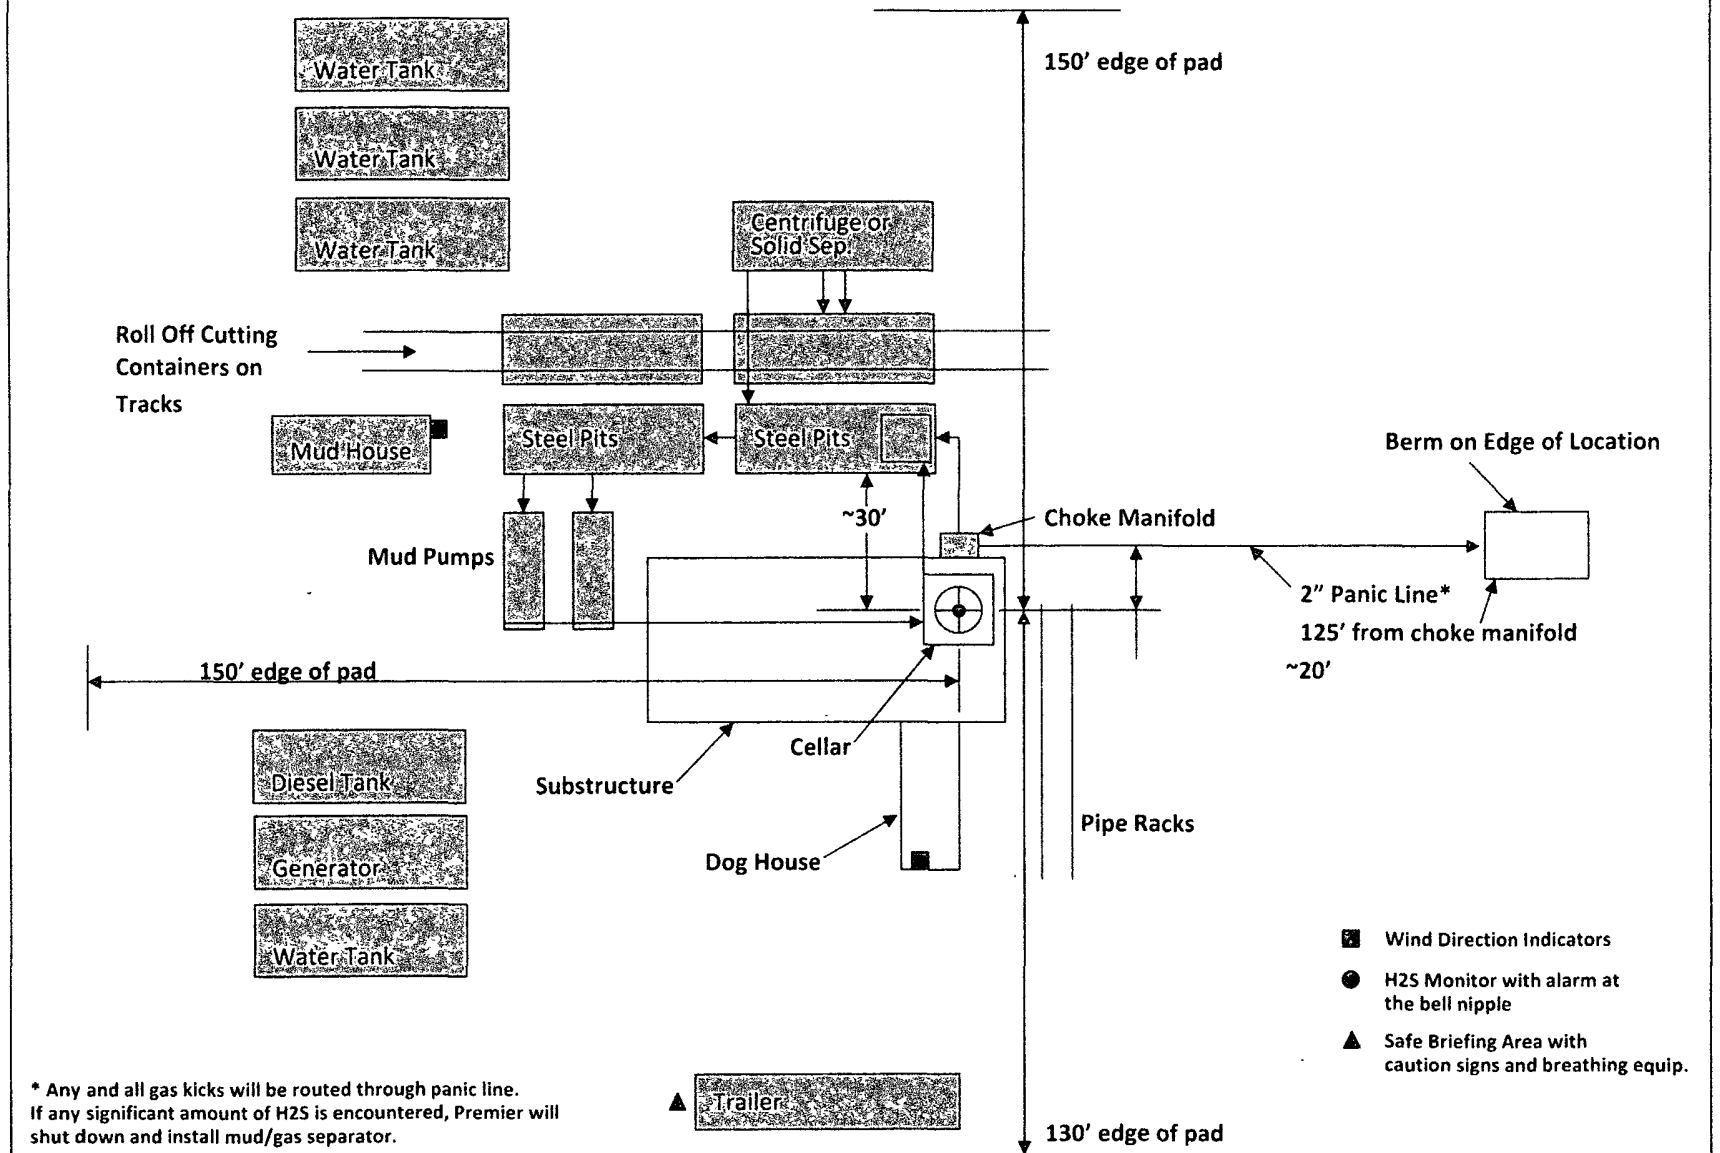 Water Tank
150' edge of pad
Water Tank
Water Tank
Centrifuge or
Solid Sep.
Roll Off Cutting
Containers on
Tracks
Mud House
Steel Pits
Steel Pits
Berm on Edge of Location
~30'
Choke Manifold
Mud Pumps
2” Panic Line*
125' from choke manifold
~20'
150' edge of pad
Cellar
Substructure
Diesel Tank
Pipe Racks
Dog House
Generator
Water Tank
Wind Direction Indicators
H2S Monitor with alarm at
the bell nipple
Safe Briefing Area with
caution signs and breathing equip.
* Any and all gas kicks will be routed through panic line.
If any significant amount of H2S is encountered, Premier will
shut down and install mud/gas separator.
Trailer
130' edge of pad